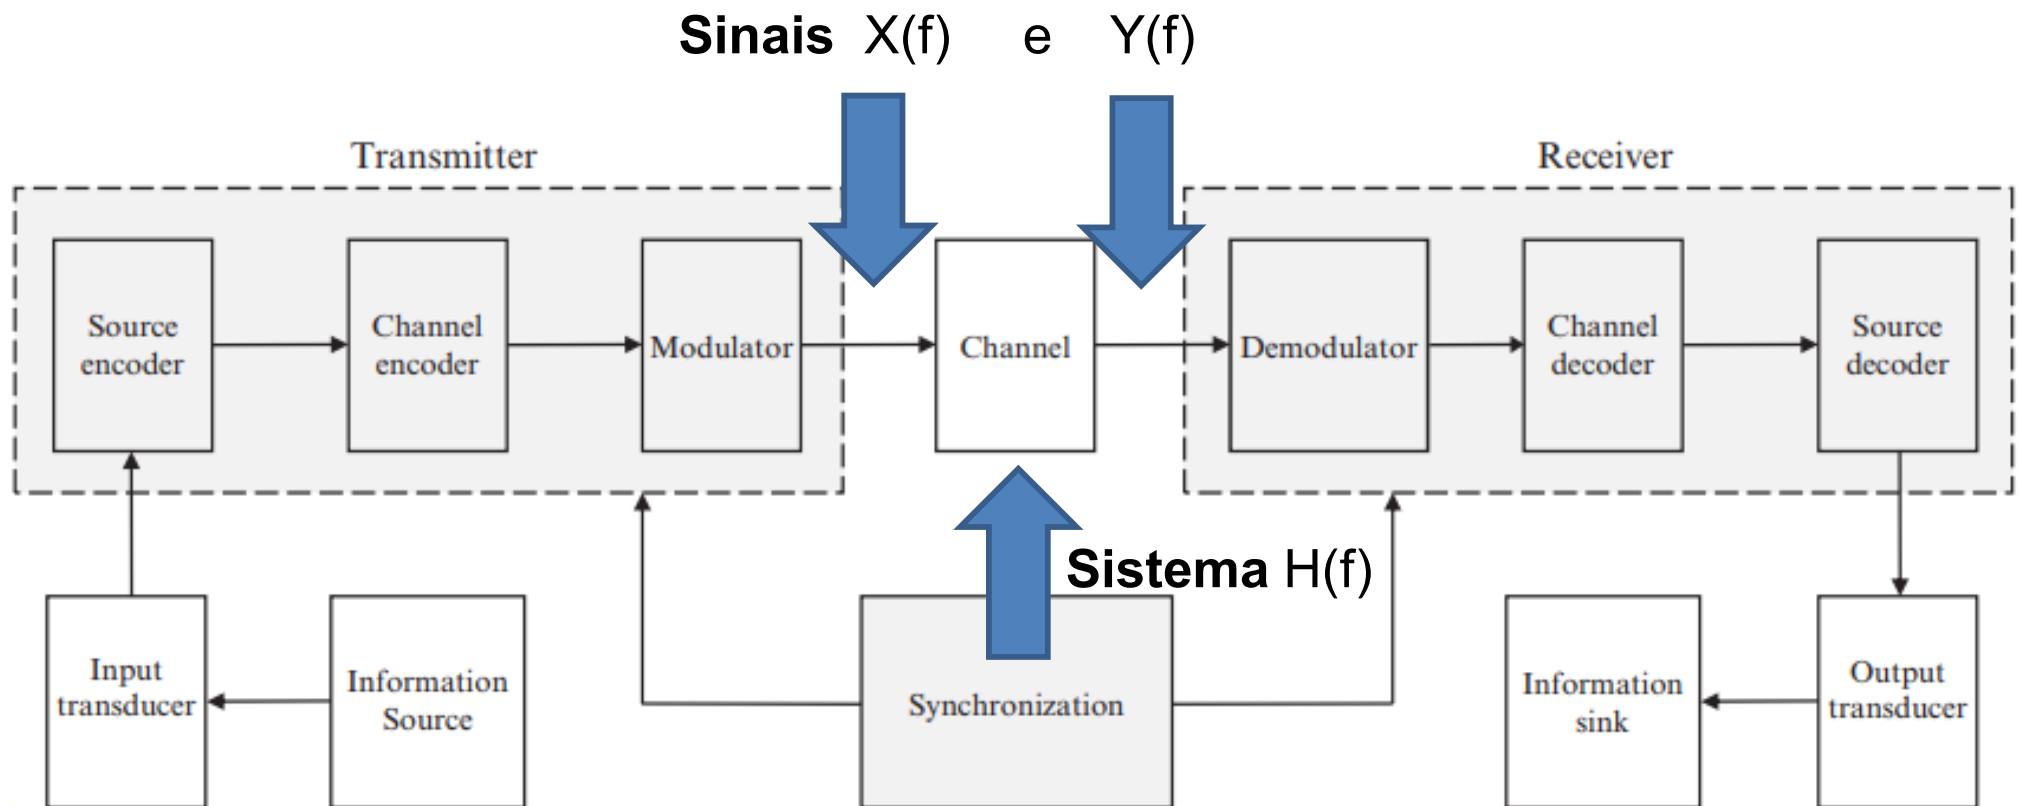 Sinais X(f) e Y(f)
Transmitter
Receiver
Source
encoder
Channel
encoder
Modulator
Channel
Demodulator
Channel
decoder
Source
decoder
Sistema H(f)
Input
transducer
Information
Source
Synchronization
Information
sink
Output
transducer